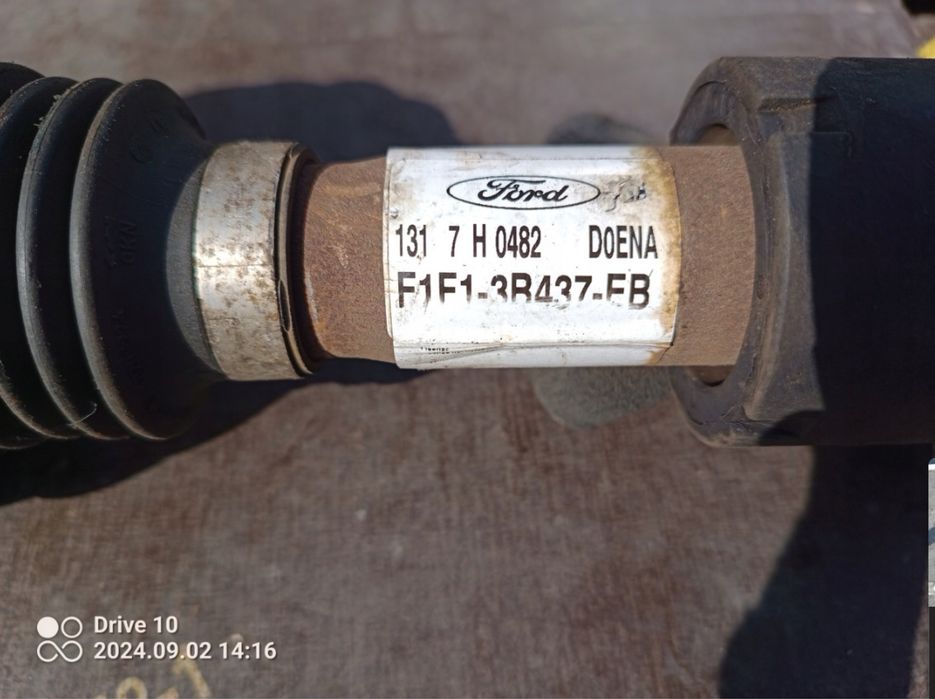 Ford
131 7 H 0482 D0ENA
F1F1-3B437-FB
Drive 10
2024.09.02 14:16